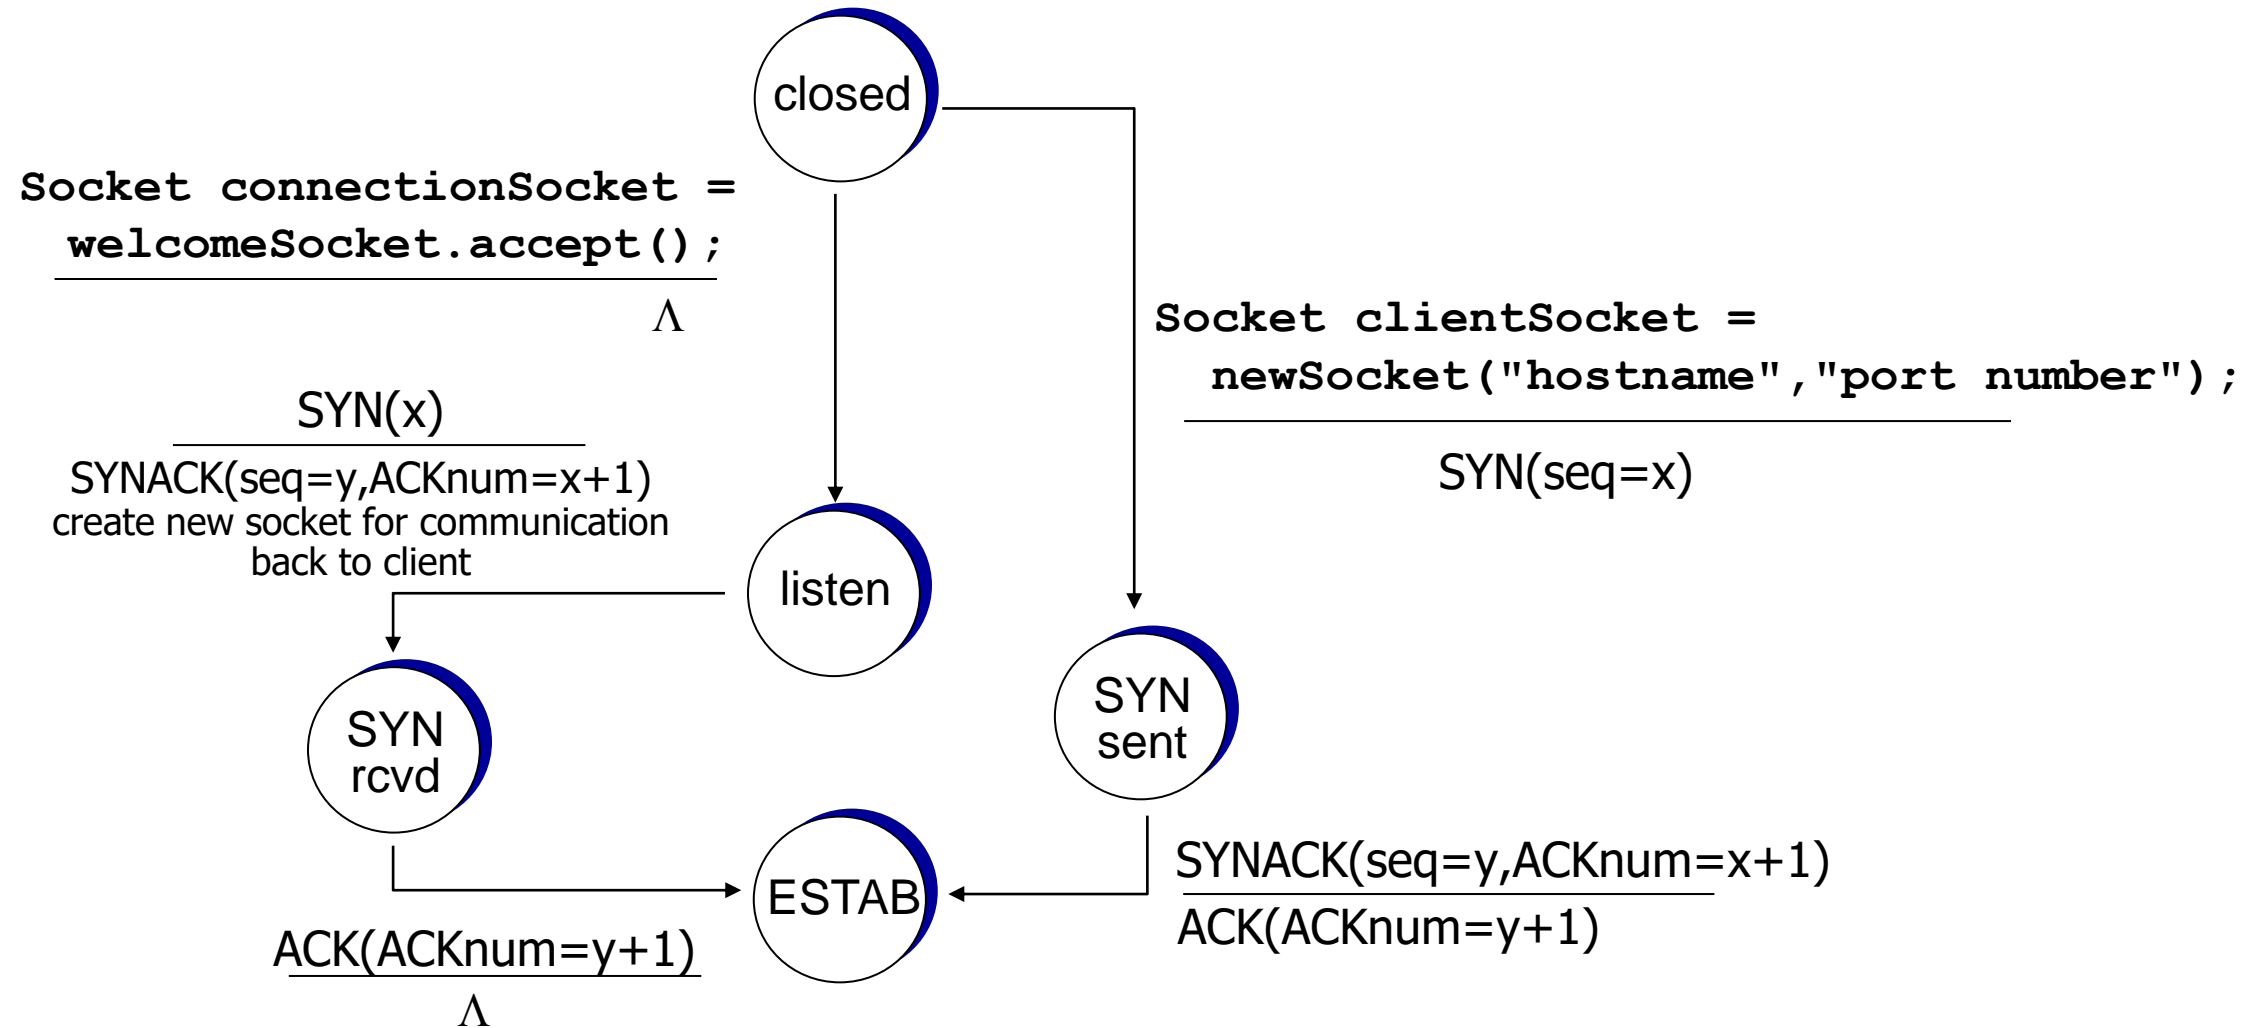 closed
Socket connectionSocket =
welcomeSocket.accept();
Λ
Socket clientSocket =
newSocket("hostname","port number");
SYN(seq=x)
SYN(x)
SYNACK(seq=y,ACKnum=x+1)
create new socket for communication
back to client
listen
SYN
rcvd
SYN
sent
ESTAB
SYNACK(seq=y,ACKnum=x+1)
ACK(ACKnum=y+1)
ACK(ACKnum=y+1)
Λ